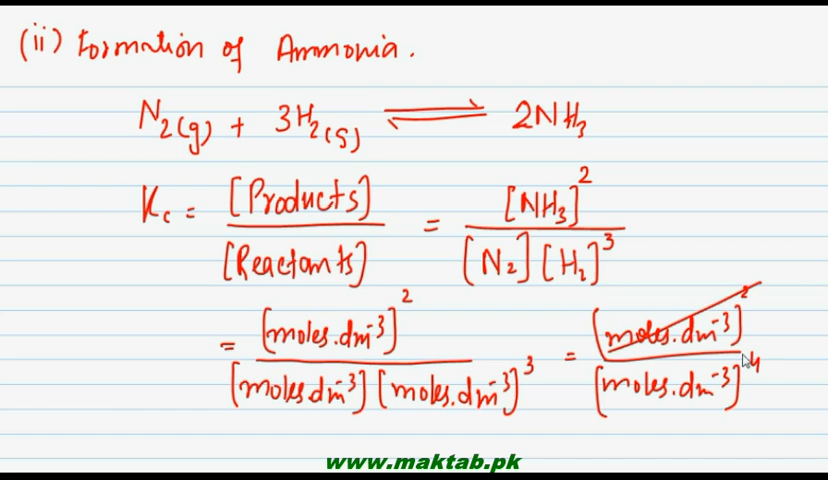 (ii) Formation of Ammonia.
N₂(g) + 3H₂(g) ⇌ 2NH₃
Kc = [Products] / [Reactants] = [NH₃]² / [N₂] [H₂]³
= [moles.dm⁻³]² / [moles.dm⁻³] [moles.dm⁻³]³ = [moles.dm⁻³]² / [moles.dm⁻³]⁴
www.maktab.pk